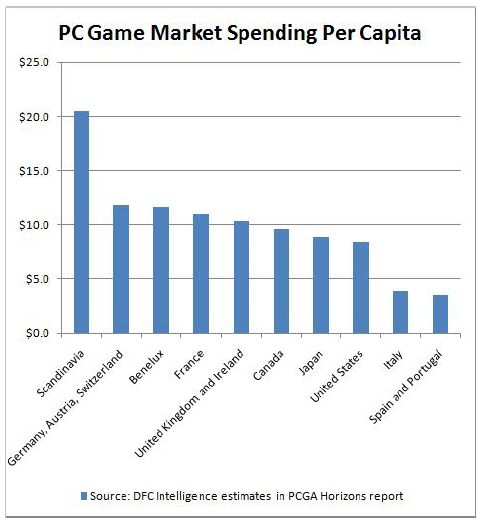 PC Game Market Spending Per Capita
$25.0
$20.0
$15.0
$10.0
$5.0
$0.0
Scandinavia
Germany, Austria, Switzerland
Benelux
France
United Kingdom and Ireland
Canada
Japan
United States
Italy
Spain and Portugal
Source: DFC Intelligence estimates in PCGA Horizons report